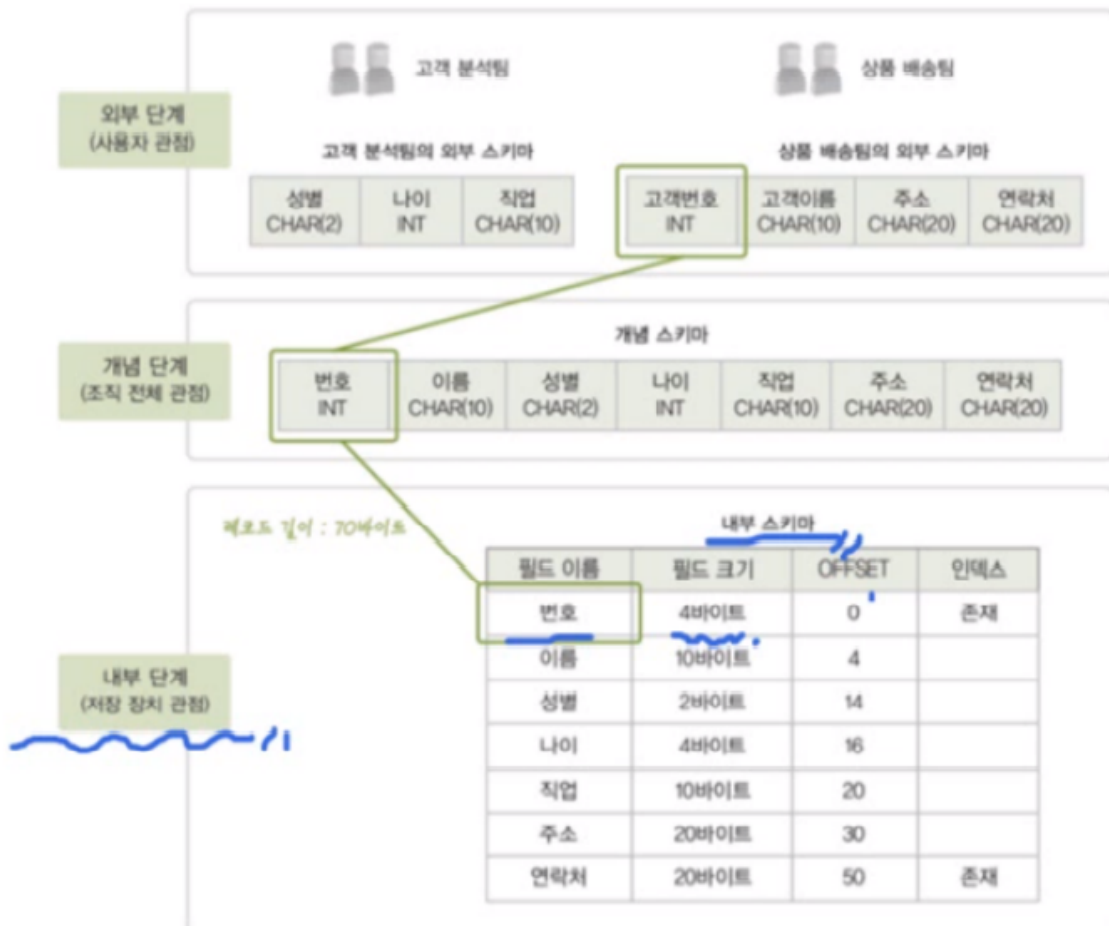 고객 분석팀
상품 배송팀
외부 단계
(사용자 관점)
고객 분석팀의 외부 스키마
상품 배송팀의 외부 스키마
성별 나이 직업
CHAR(2) INT CHAR(10)
고객번호 고객이름 주소 연락처
INT CHAR(10) CHAR(20) CHAR(20)
개념 단계
(조직 전체 관점)
개념 스키마
번호 이름 성별 나이 직업 주소 연락처
INT CHAR(10) CHAR(2) INT CHAR(10) CHAR(20) CHAR(20)
내부 단계
(저장 장치 관점)
레코드 길이 : 70바이트
내부 스키마
필드 이름 필드 크기 OFFSET 인덱스
번호 4바이트 0 존재
이름 10바이트 4
성별 2바이트 14
나이 4바이트 16
직업 10바이트 20
주소 20바이트 30
연락처 20바이트 50 존재